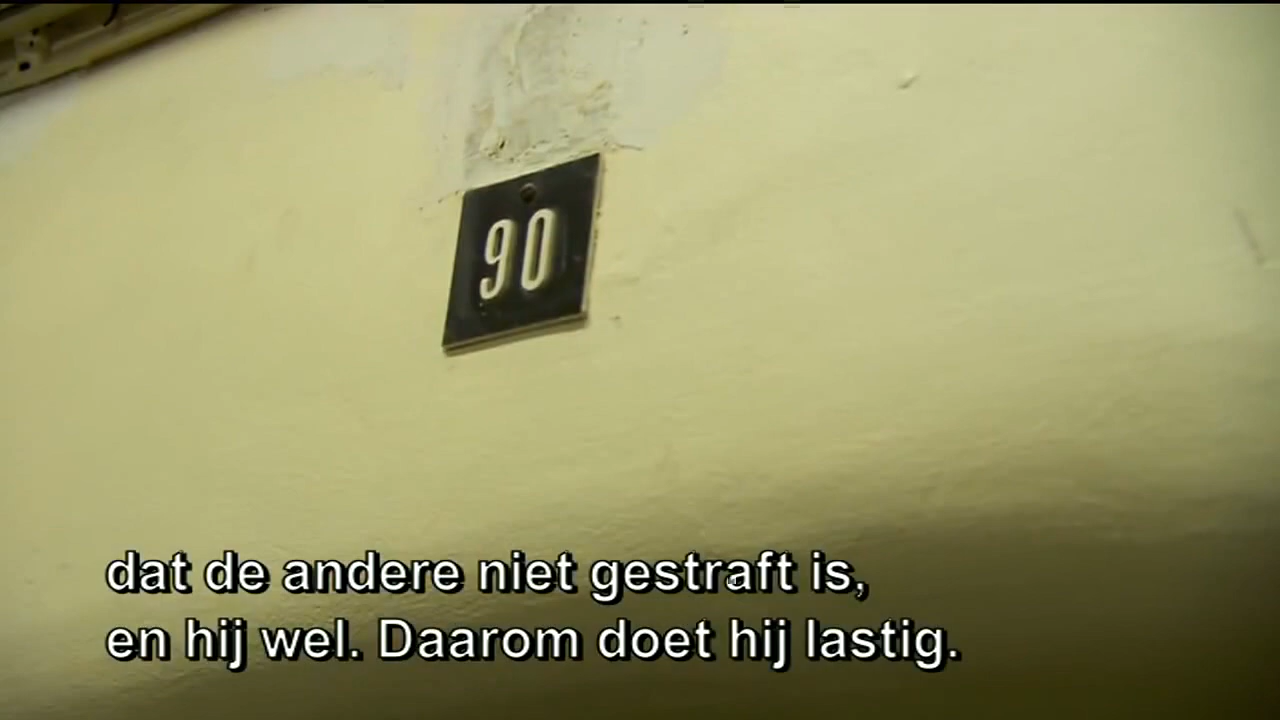 90
dat de andere niet gestraft is,
en hij wel. Daarom doet hij lastig.